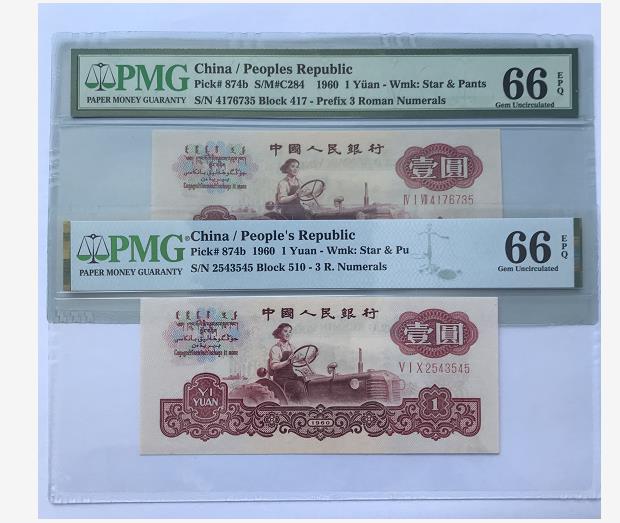 PMG
PAPER MONEY GUARANTY
China / Peoples Republic
Pick# 874b S/M#C284 1960 1 Yüan - Wmk: Star & Pants
S/N 4176735 Block 417 - Prefix 3 Roman Numerals
66 EPQ
Gem Uncirculated
中國人民銀行
壹圓
IV I VII 4176735
PMG
PAPER MONEY GUARANTY
China / People's Republic
Pick# 874b 1960 1 Yuan - Wmk: Star & Pu
S/N 2543545 Block 510 - 3 R. Numerals
66 EPQ
Gem Uncirculated
中國人民銀行
壹圓
V I X 2543545
YI
YUAN
1960
1